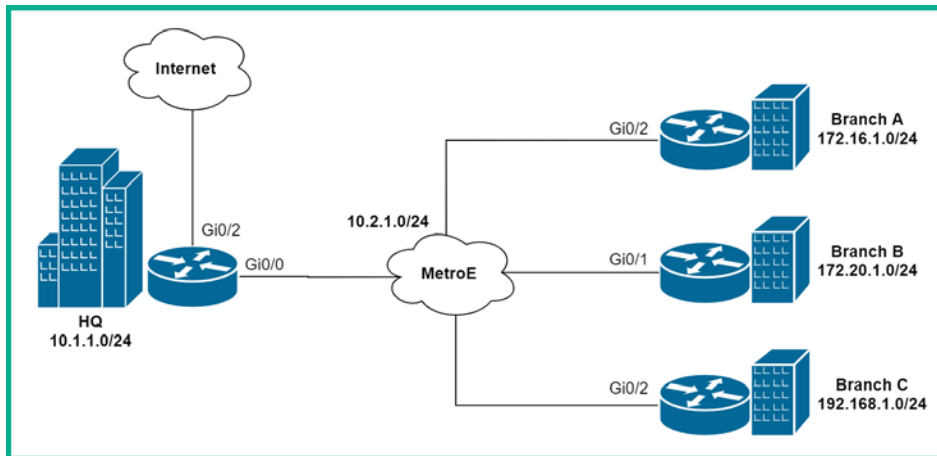 Internet
Gi0/2
Gi0/0
HQ
10.1.1.0/24
10.2.1.0/24
MetroE
Gi0/2
Branch A
172.16.1.0/24
Gi0/1
Branch B
172.20.1.0/24
Gi0/2
Branch C
192.168.1.0/24